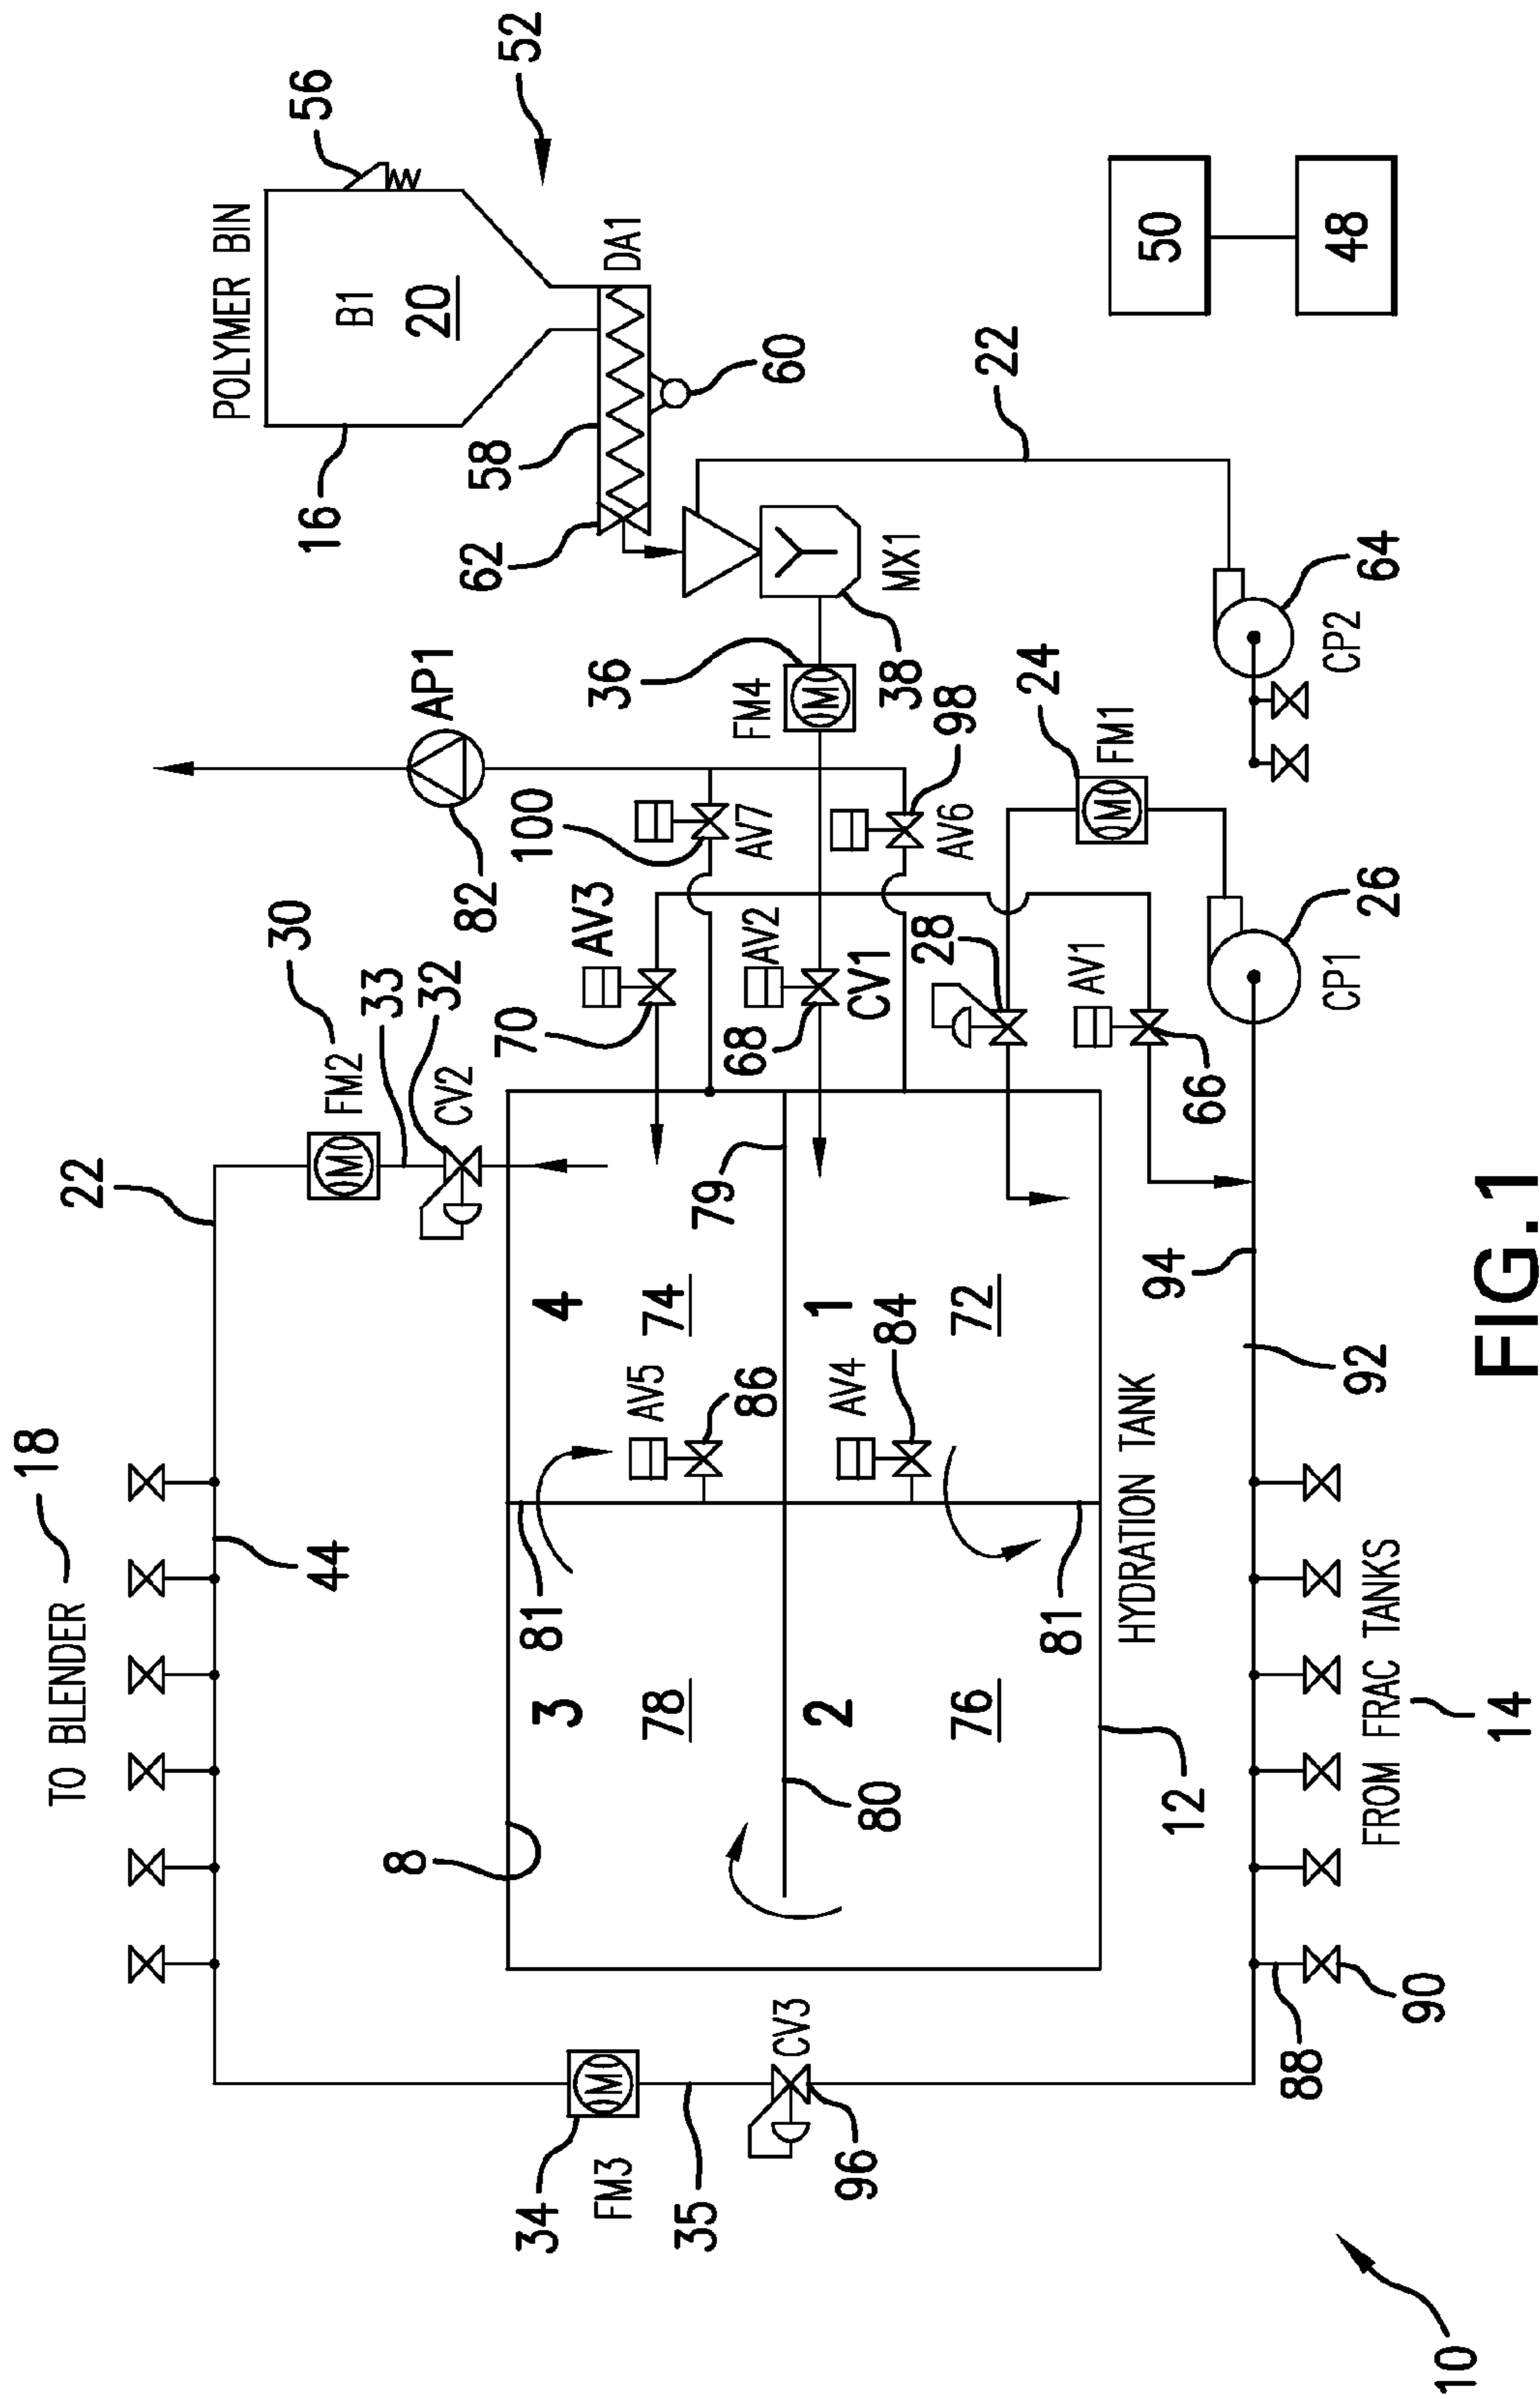 TO BLENDER
18
22
44
30
33
32
FM2
CV2
AP1
82
POLYMER BIN
16
B1
20
56
52
58
62
DA1
60
22
36
FM4
38
MX1
100
AV7
98
AV6
AV3
70
AV2
68
CV1
28
24
FM1
AV1
66
26
CP1
64
CP2
50
48
8
81
4
74
79
AV5
86
1
84
AV4
72
3
78
2
76
80
81
12
HYDRATION TANK
34
FM3
35
CV3
96
94
92
88
90
FROM FRAC TANKS
14
10
FIG.1
M
M
M
M